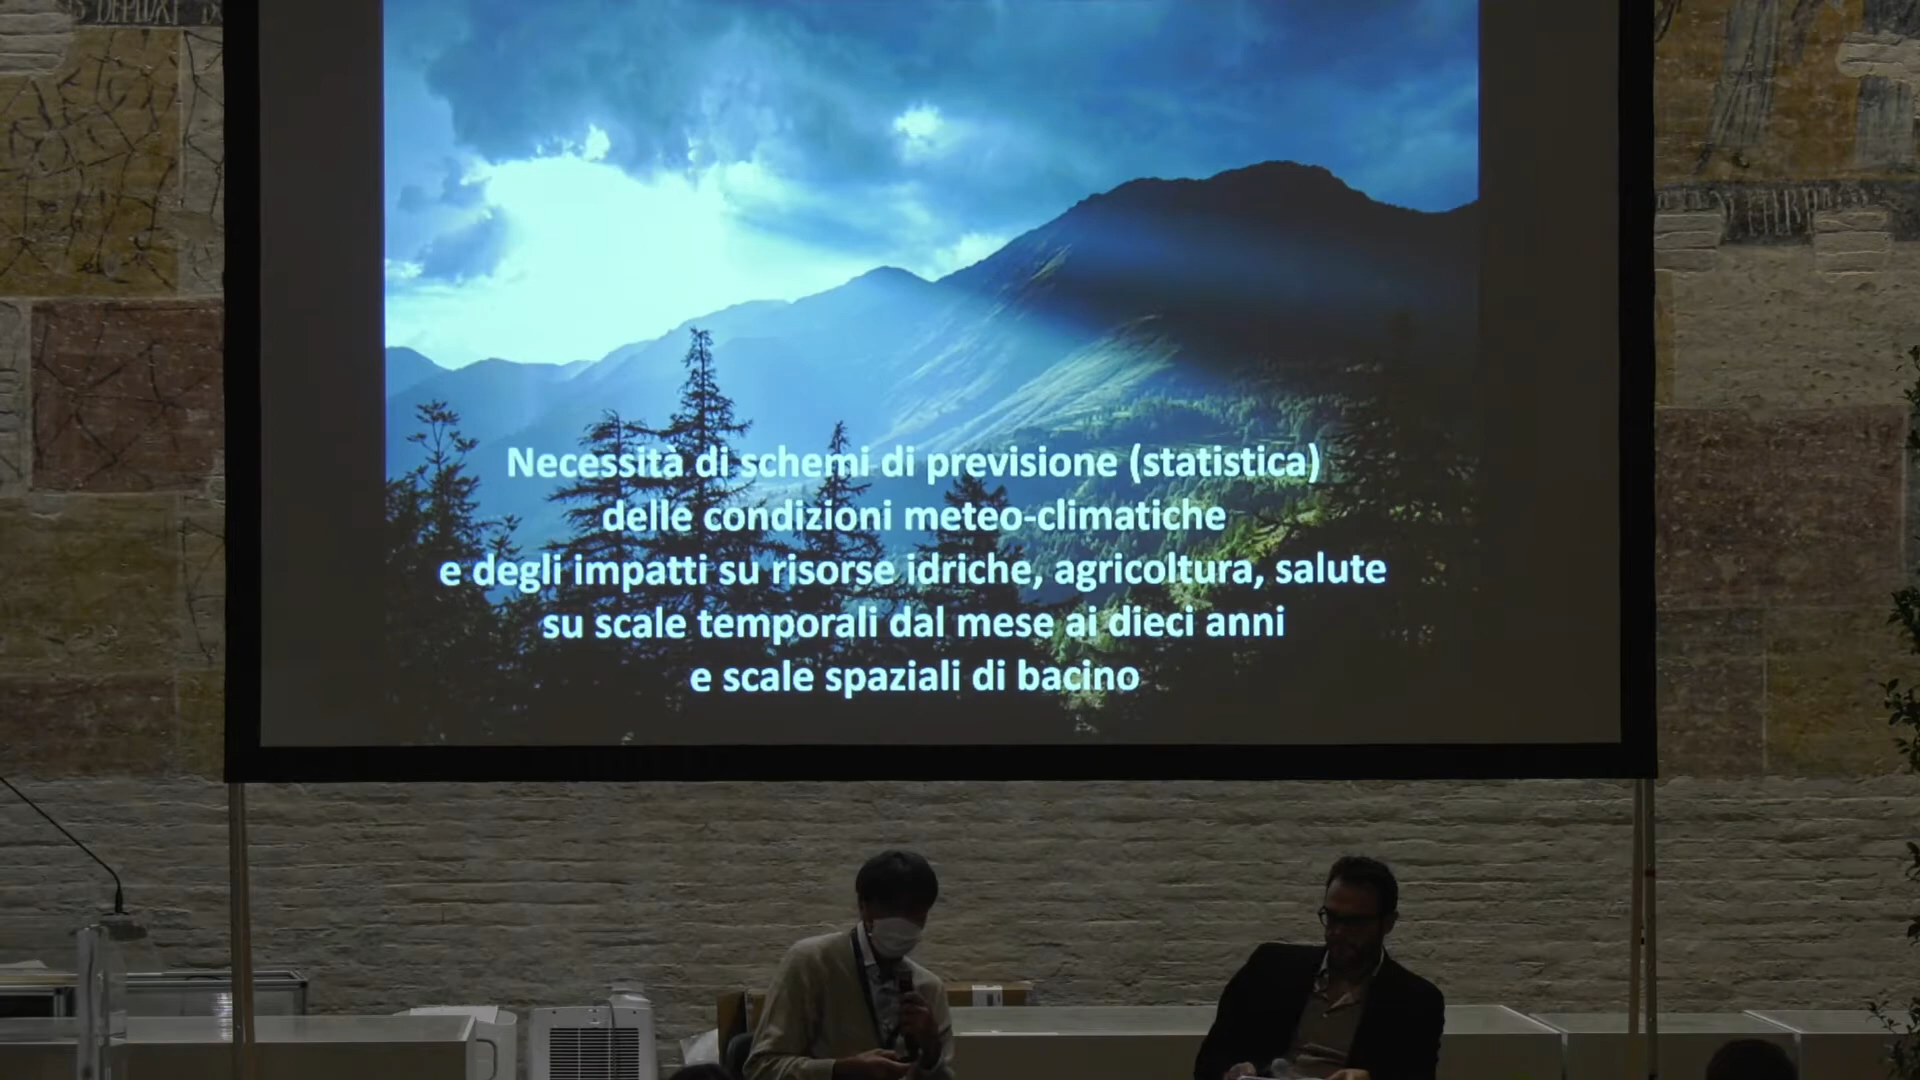 Necessità di schemi di previsione (statistica)
delle condizioni meteo-climatiche
e degli impatti su risorse idriche, agricoltura, salute
su scale temporali dal mese ai dieci anni
e scale spaziali di bacino